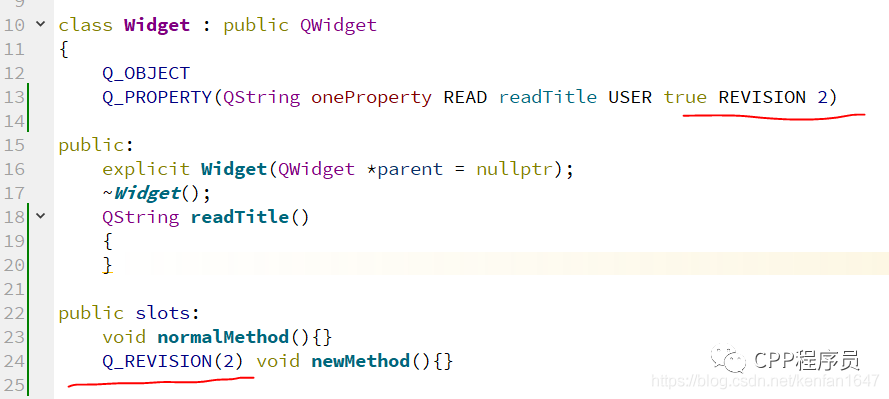 9
10 class Widget : public QWidget
11 {
12 Q_OBJECT
13 Q_PROPERTY(QString oneProperty READ readTitle USER true REVISION 2)
14
15 public:
16 explicit Widget(QWidget *parent = nullptr);
17 ~Widget();
18 QString readTitle()
19 {
20 }
21
22 public slots:
23 void normalMethod(){}
24 Q_REVISION(2) void newMethod(){}
25
CPP程序员
https://blog.csdn.net/kenfan1647